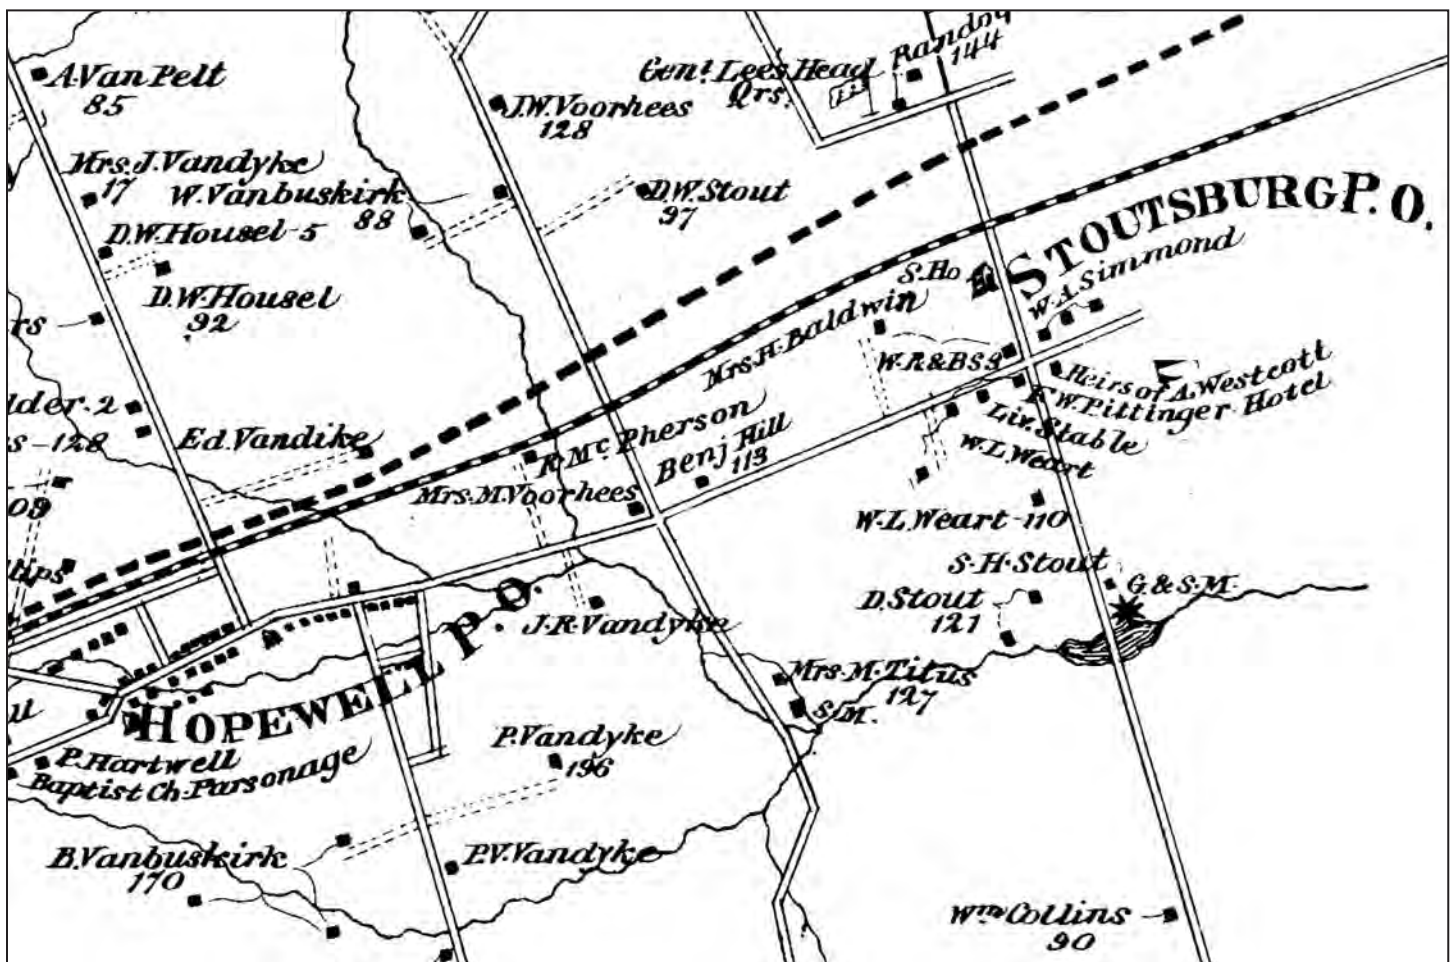 A. Van Pelt
85
J.W. Voorhees
128
Genl. Lees Head
Qrs.
144
Mrs. J. Vandyke
17
W. Vanbuskirk
88
D.W. Stout
97
D.W. Housel-5
D.W. Housel
92
STOUTSBURG P.O.
S. Ho
W.A. Simmond
Mrs. H. Baldwin
W.R & B S S
Heirs of A. Westcott
F.W. Pittinger Hotel
Liv. Stable
W.L. Weart
Ed. Vandike
R. Mc Pherson
Benj Hill
113
Mrs. M. Voorhees
W.L. Weart-110
S.H. Stout
G. & S.M.
D. Stout
121
J.R. Vandyke
Mrs. M. Titus
127
S.M.
HOPEWELL P.O.
P. Hartwell
Baptist Ch. Parsonage
P. Vandyke
196
B. Vanbuskirk
170
P.V. Vandyke
Wm Collins
90